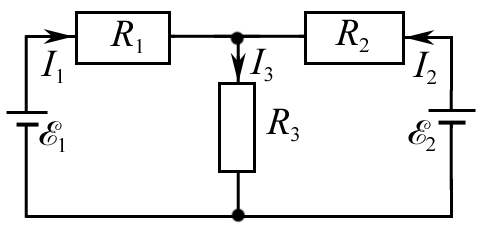 R₁ R₂
I₁ I₃ I₂
ℰ₁ R₃ ℰ₂